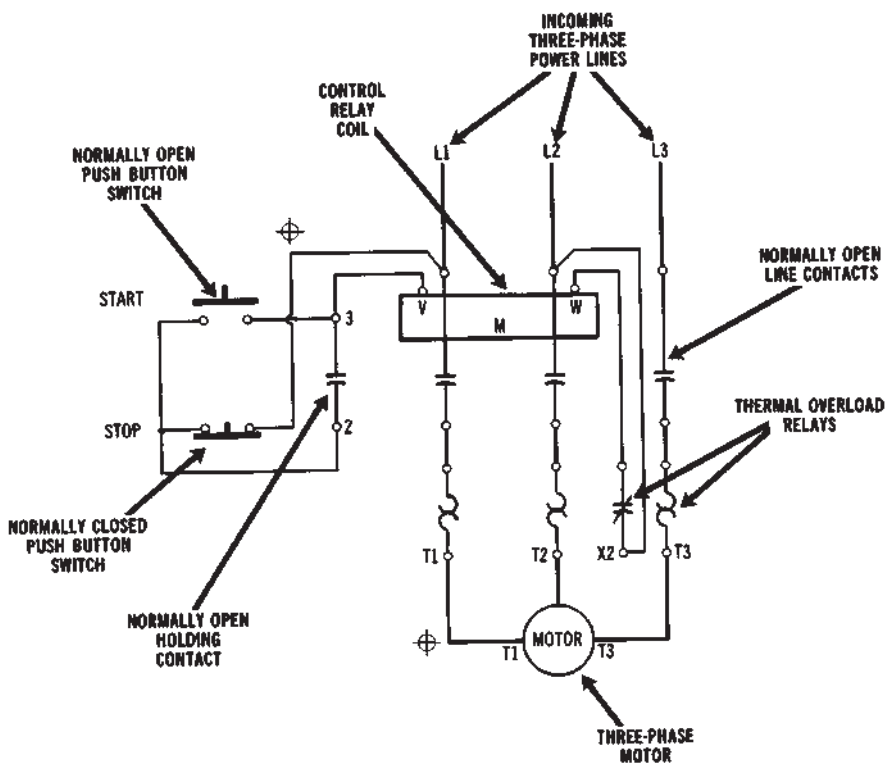 INCOMING
THREE-PHASE
POWER LINES
CONTROL
RELAY
COIL
L1
L2
L3
NORMALLY OPEN
PUSH BUTTON
SWITCH
NORMALLY OPEN
LINE CONTACTS
START
3
V
M
W
THERMAL OVERLOAD
RELAYS
STOP
2
NORMALLY CLOSED
PUSH BUTTON
SWITCH
T1
T2
X2
T3
NORMALLY OPEN
HOLDING
CONTACT
T1
MOTOR
T3
THREE-PHASE
MOTOR